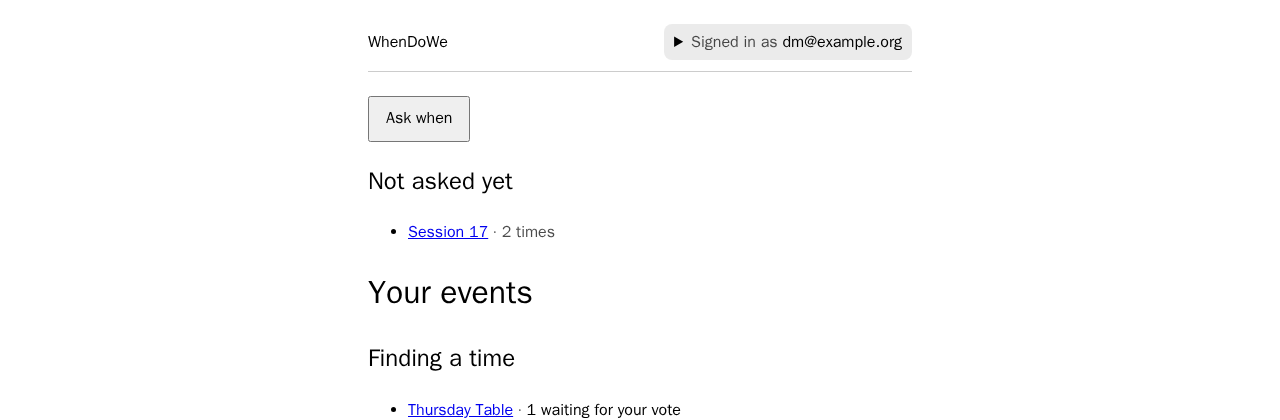 WhenDoWe
Signed in as dm@example.org
Ask when
Not asked yet
Session 17 · 2 times
Your events
Finding a time
Thursday Table · 1 waiting for your vote